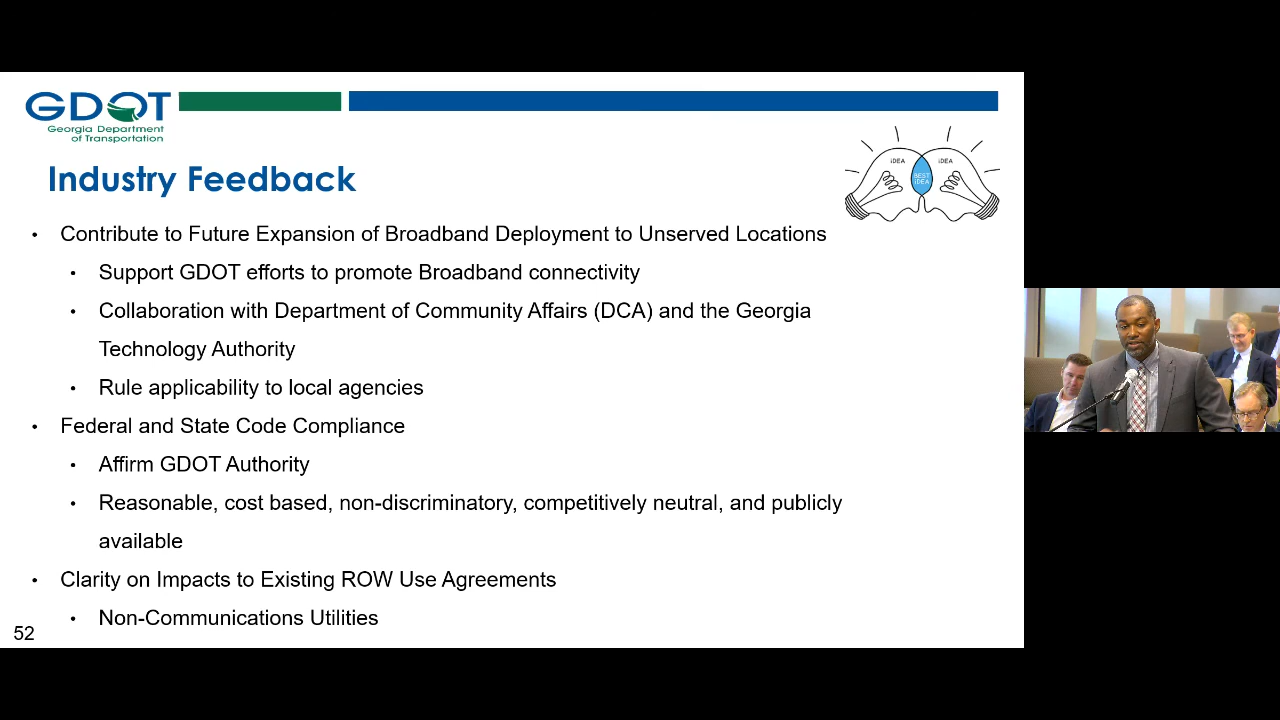 GDOT
Georgia Department
of Transportation
Industry Feedback
IDEA
IDEA
BEST
IDEA
• Contribute to Future Expansion of Broadband Deployment to Unserved Locations
• Support GDOT efforts to promote Broadband connectivity
• Collaboration with Department of Community Affairs (DCA) and the Georgia
Technology Authority
• Rule applicability to local agencies
• Federal and State Code Compliance
• Affirm GDOT Authority
• Reasonable, cost based, non-discriminatory, competitively neutral, and publicly
available
• Clarity on Impacts to Existing ROW Use Agreements
• Non-Communications Utilities
52